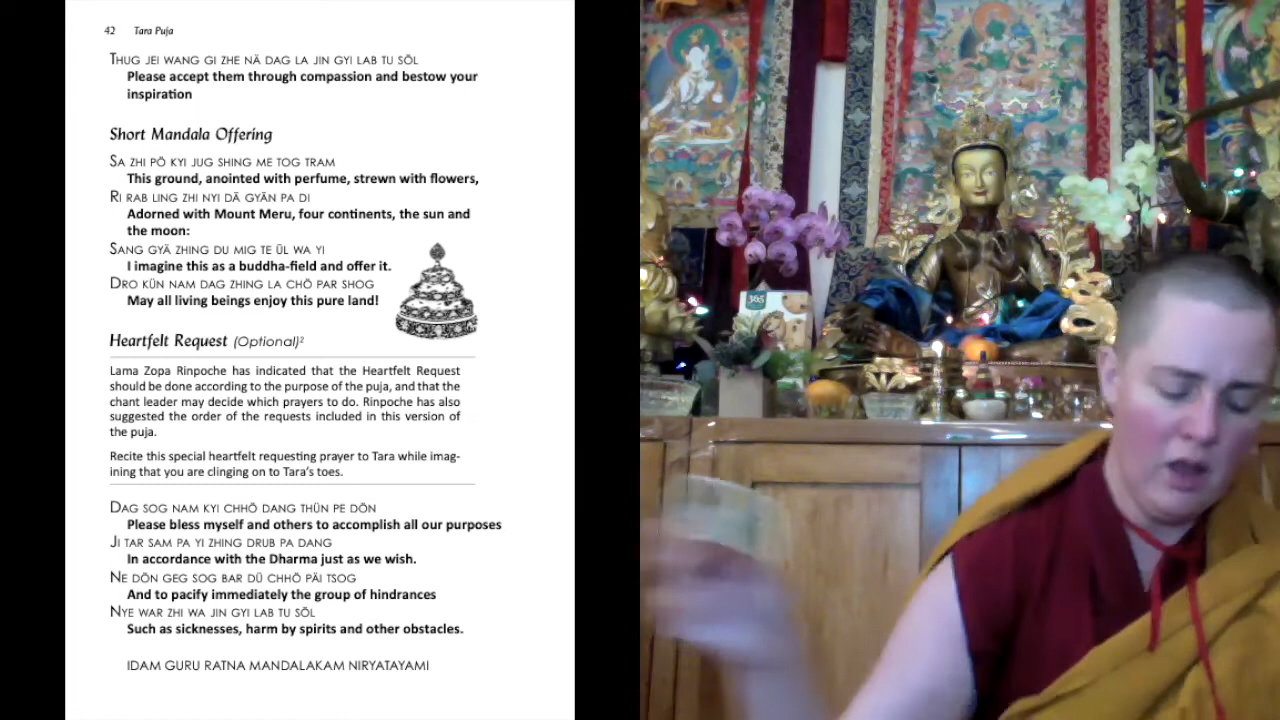 42 Tara Puja
THUG JEI WANG GI ZHE NÄ DAG LA JIN GYI LAB TU SÖL
Please accept them through compassion and bestow your
inspiration
Short Mandala Offering
SA ZHI PÖ KYI JUG SHING ME TOG TRAM
This ground, anointed with perfume, strewn with flowers,
RI RAB LING ZHI NYI DÄ GYÄN PA DI
Adorned with Mount Meru, four continents, the sun and
the moon:
SANG GYÄ ZHING DU MIG TE ÜL WA YI
I imagine this as a buddha-field and offer it.
DRO KÜN NAM DAG ZHING LA CHÖ PAR SHOG
May all living beings enjoy this pure land!
Heartfelt Request (Optional)²
Lama Zopa Rinpoche has indicated that the Heartfelt Request
should be done according to the purpose of the puja, and that the
chant leader may decide which prayers to do. Rinpoche has also
suggested the order of the requests included in this version of
the puja.
Recite this special heartfelt requesting prayer to Tara while imag-
ining that you are clinging on to Tara's toes.
DAG SOG NAM KYI CHHÖ DANG THÜN PE DÖN
Please bless myself and others to accomplish all our purposes
JI TAR SAM PA YI ZHING DRUB PA DANG
In accordance with the Dharma just as we wish.
NE DÖN GEG SOG BAR DÜ CHHÖ PÄI TSOG
And to pacify immediately the group of hindrances
NYE WAR ZHI WA JIN GYI LAB TU SÖL
Such as sicknesses, harm by spirits and other obstacles.
IDAM GURU RATNA MANDALAKAM NIRYATAYAMI
365